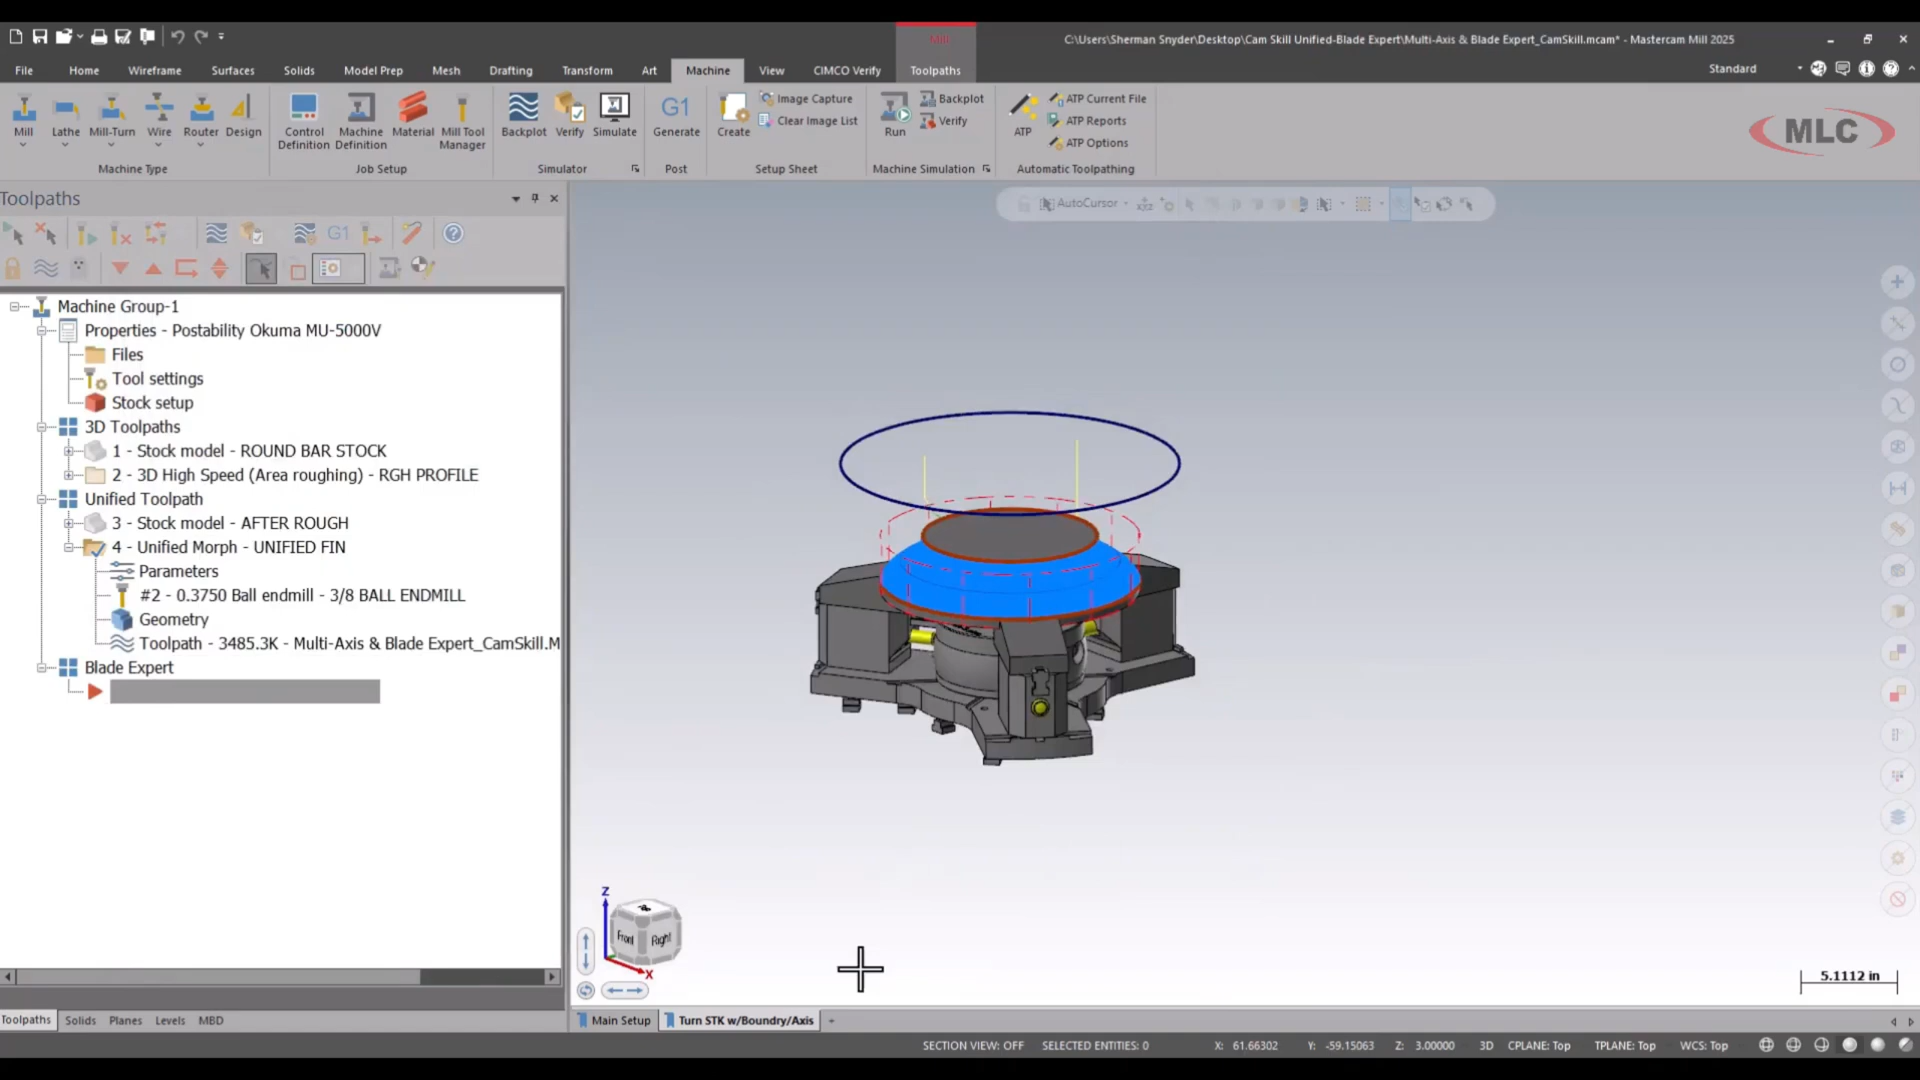 Mill
C:\Users\Sherman Snyder\Desktop\Cam Skill Unified-Blade Expert\Multi-Axis & Blade Expert_CamSkill.mcam* - Mastercam Mill 2025
File Home Wireframe Surfaces Solids Model Prep Mesh Drafting Transform Art Machine View CIMCO Verify Toolpaths Standard
Mill Lathe Mill-Turn Wire Router Design
Machine Type
Control Definition
Machine Definition
Material
Mill Tool Manager
Job Setup
Backplot Verify Simulate
Simulator
G1
Generate
Post
Create
Image Capture
Clear Image List
Setup Sheet
Run
Backplot
Verify
Machine Simulation
ATP
ATP Current File
ATP Reports
ATP Options
Automatic Toolpathing
MLC
Toolpaths
G1
AutoCursor
Machine Group-1
Properties - Postability Okuma MU-5000V
Files
Tool settings
Stock setup
3D Toolpaths
1 - Stock model - ROUND BAR STOCK
2 - 3D High Speed (Area roughing) - RGH PROFILE
Unified Toolpath
3 - Stock model - AFTER ROUGH
4 - Unified Morph - UNIFIED FIN
Parameters
#2 - 0.3750 Ball endmill - 3/8 BALL ENDMILL
Geometry
Toolpath - 3485.3K - Multi-Axis & Blade Expert_CamSkill.M
Blade Expert
Z
Front Right
X
5.1112 in
Toolpaths Solids Planes Levels MBD
Main Setup Turn STK w/Boundry/Axis +
SECTION VIEW: OFF SELECTED ENTITIES: 0 X: 61.66302 Y: -59.15063 Z: 3.00000 3D CPLANE: Top TPLANE: Top WCS: Top